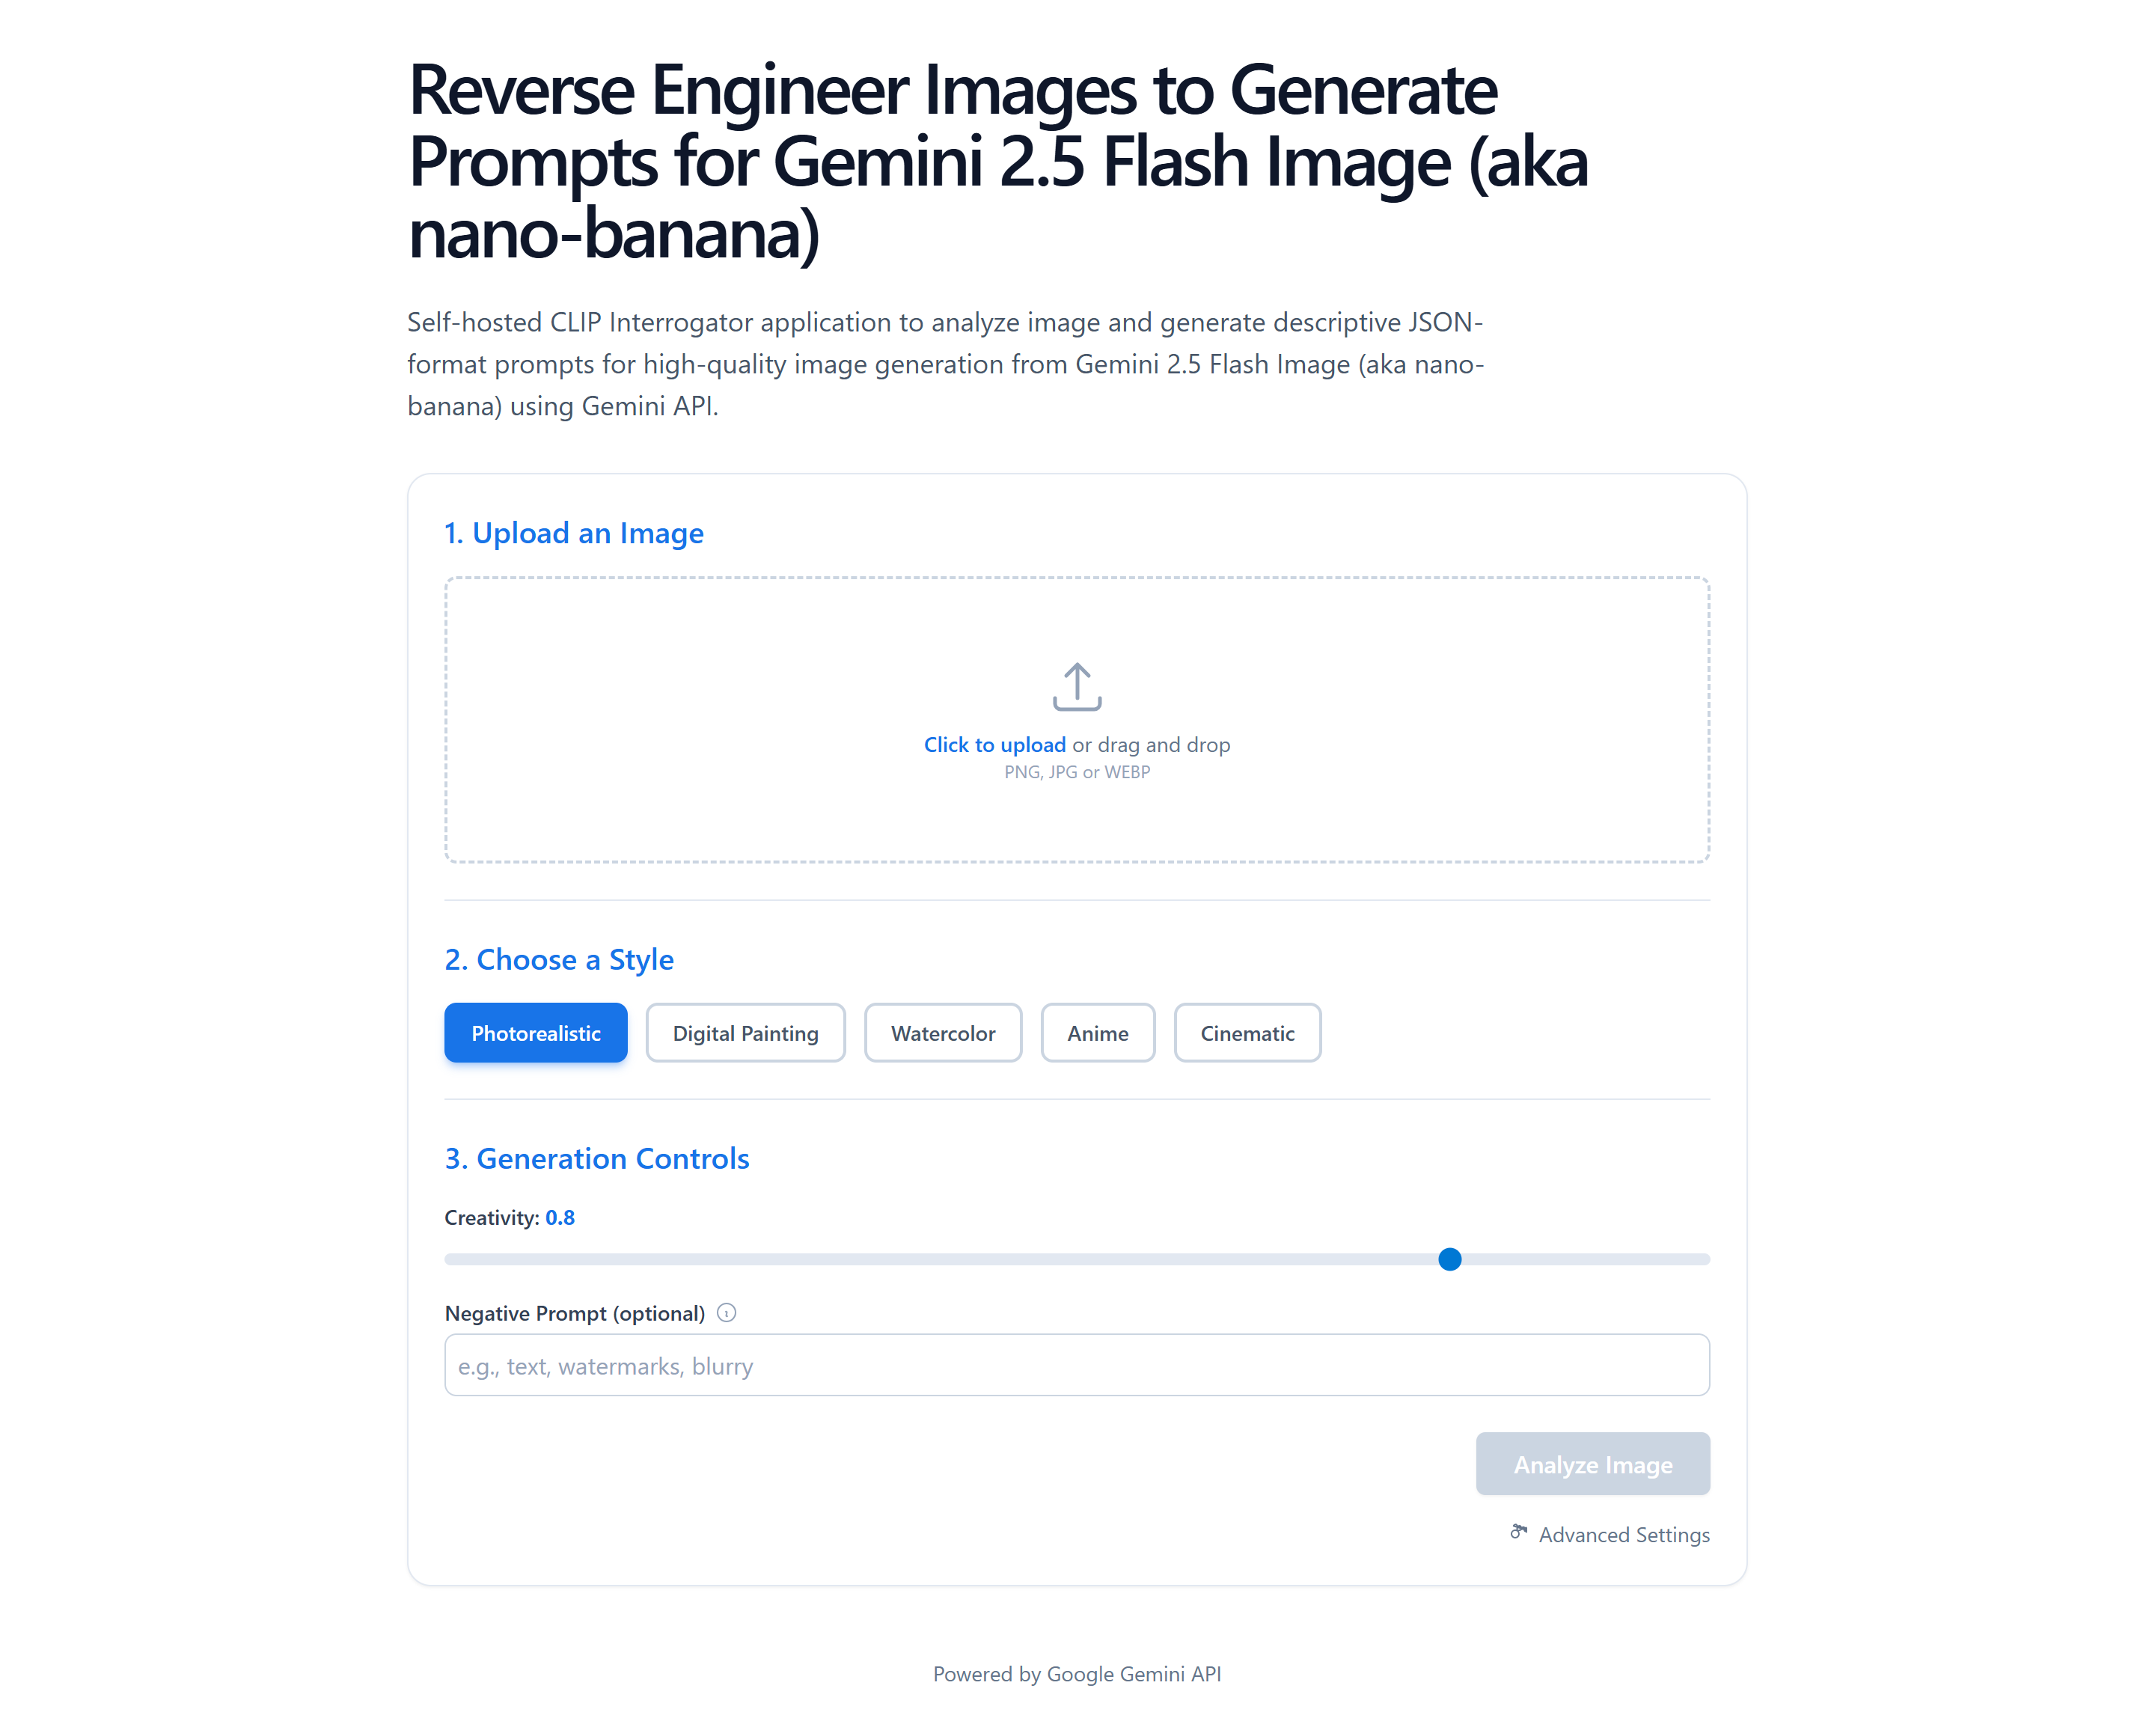 Reverse Engineer Images to Generate
Prompts for Gemini 2.5 Flash Image (aka
nano-banana)
Self-hosted CLIP Interrogator application to analyze image and generate descriptive JSON-
format prompts for high-quality image generation from Gemini 2.5 Flash Image (aka nano-
banana) using Gemini API.
1. Upload an Image
Click to upload or drag and drop
PNG, JPG or WEBP
2. Choose a Style
Photorealistic Digital Painting Watercolor Anime Cinematic
3. Generation Controls
Creativity: 0.8
Negative Prompt (optional)
e.g., text, watermarks, blurry
Analyze Image
Advanced Settings
Powered by Google Gemini API